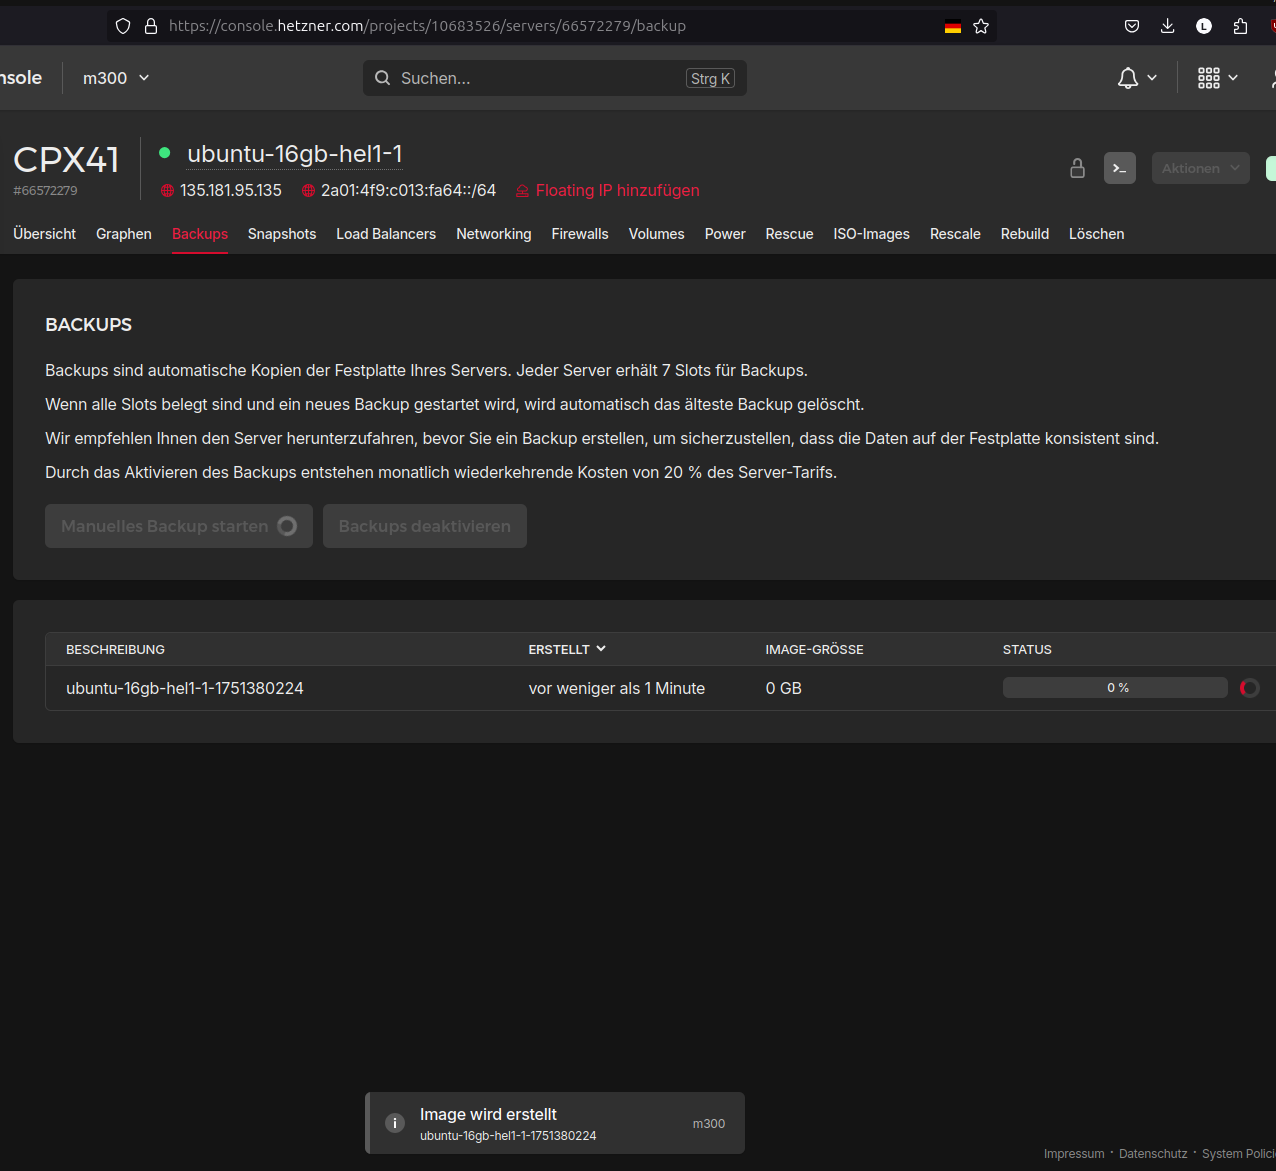 https://console.hetzner.com/projects/10683526/servers/66572279/backup
L
nsole
m300
Suchen...
Strg K
CPX41
#66572279
ubuntu-16gb-hel1-1
135.181.95.135
2a01:4f9:c013:fa64::/64
Floating IP hinzufügen
>_
Aktionen
Übersicht
Graphen
Backups
Snapshots
Load Balancers
Networking
Firewalls
Volumes
Power
Rescue
ISO-Images
Rescale
Rebuild
Löschen
BACKUPS
Backups sind automatische Kopien der Festplatte Ihres Servers. Jeder Server erhält 7 Slots für Backups.
Wenn alle Slots belegt sind und ein neues Backup gestartet wird, wird automatisch das älteste Backup gelöscht.
Wir empfehlen Ihnen den Server herunterzufahren, bevor Sie ein Backup erstellen, um sicherzustellen, dass die Daten auf der Festplatte konsistent sind.
Durch das Aktivieren des Backups entstehen monatlich wiederkehrende Kosten von 20 % des Server-Tarifs.
Manuelles Backup starten
Backups deaktivieren
BESCHREIBUNG
ERSTELLT
IMAGE-GRÖSSE
STATUS
ubuntu-16gb-hel1-1-1751380224
vor weniger als 1 Minute
0 GB
0 %
Image wird erstellt
ubuntu-16gb-hel1-1-1751380224
m300
Impressum · Datenschutz · System Polici